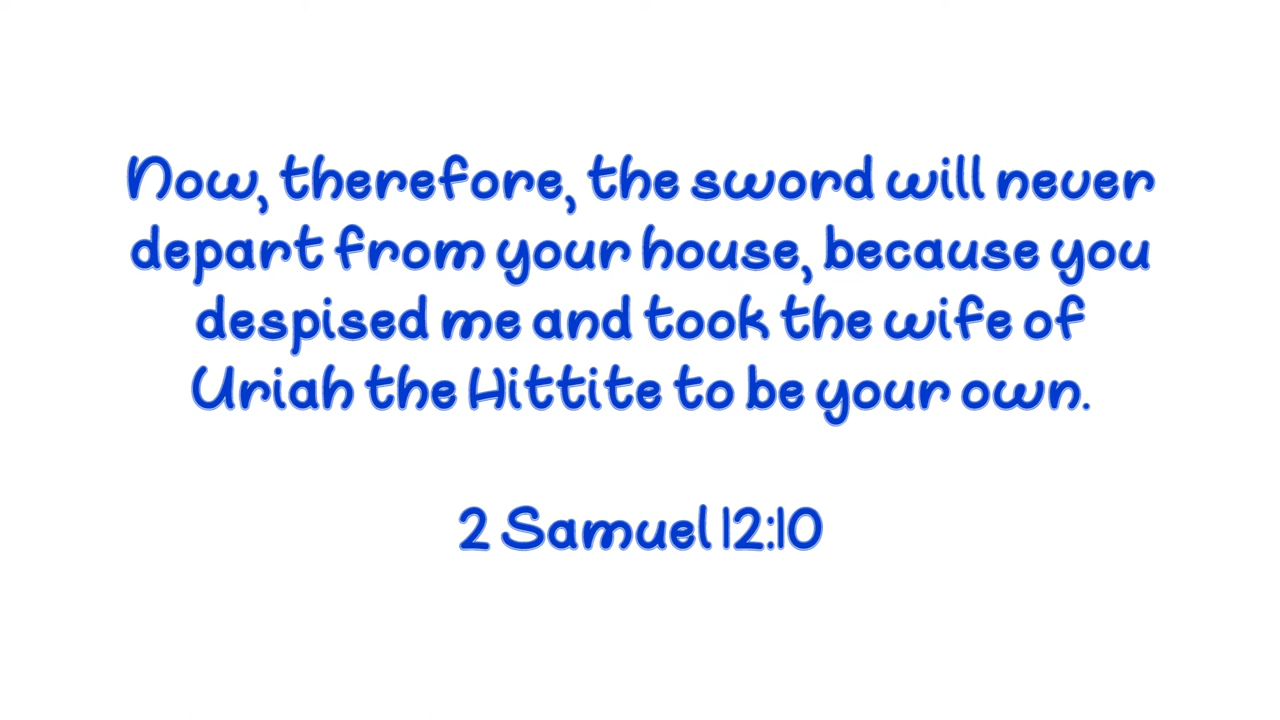 Now, therefore, the sword will never
depart from your house, because you
despised me and took the wife of
Uriah the Hittite to be your own.
2 Samuel 12:10